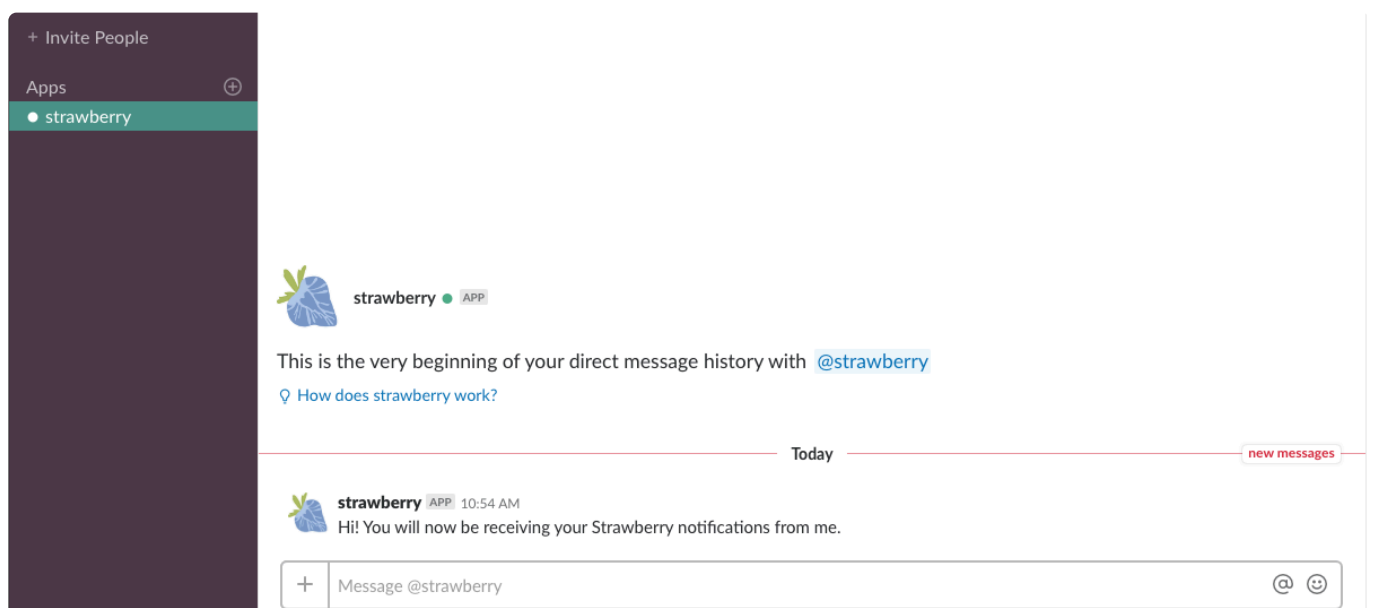 + Invite People
Apps
strawberry
strawberry APP
This is the very beginning of your direct message history with @strawberry
How does strawberry work?
Today
new messages
strawberry APP 10:54 AM
Hi! You will now be receiving your Strawberry notifications from me.
+ Message @strawberry @